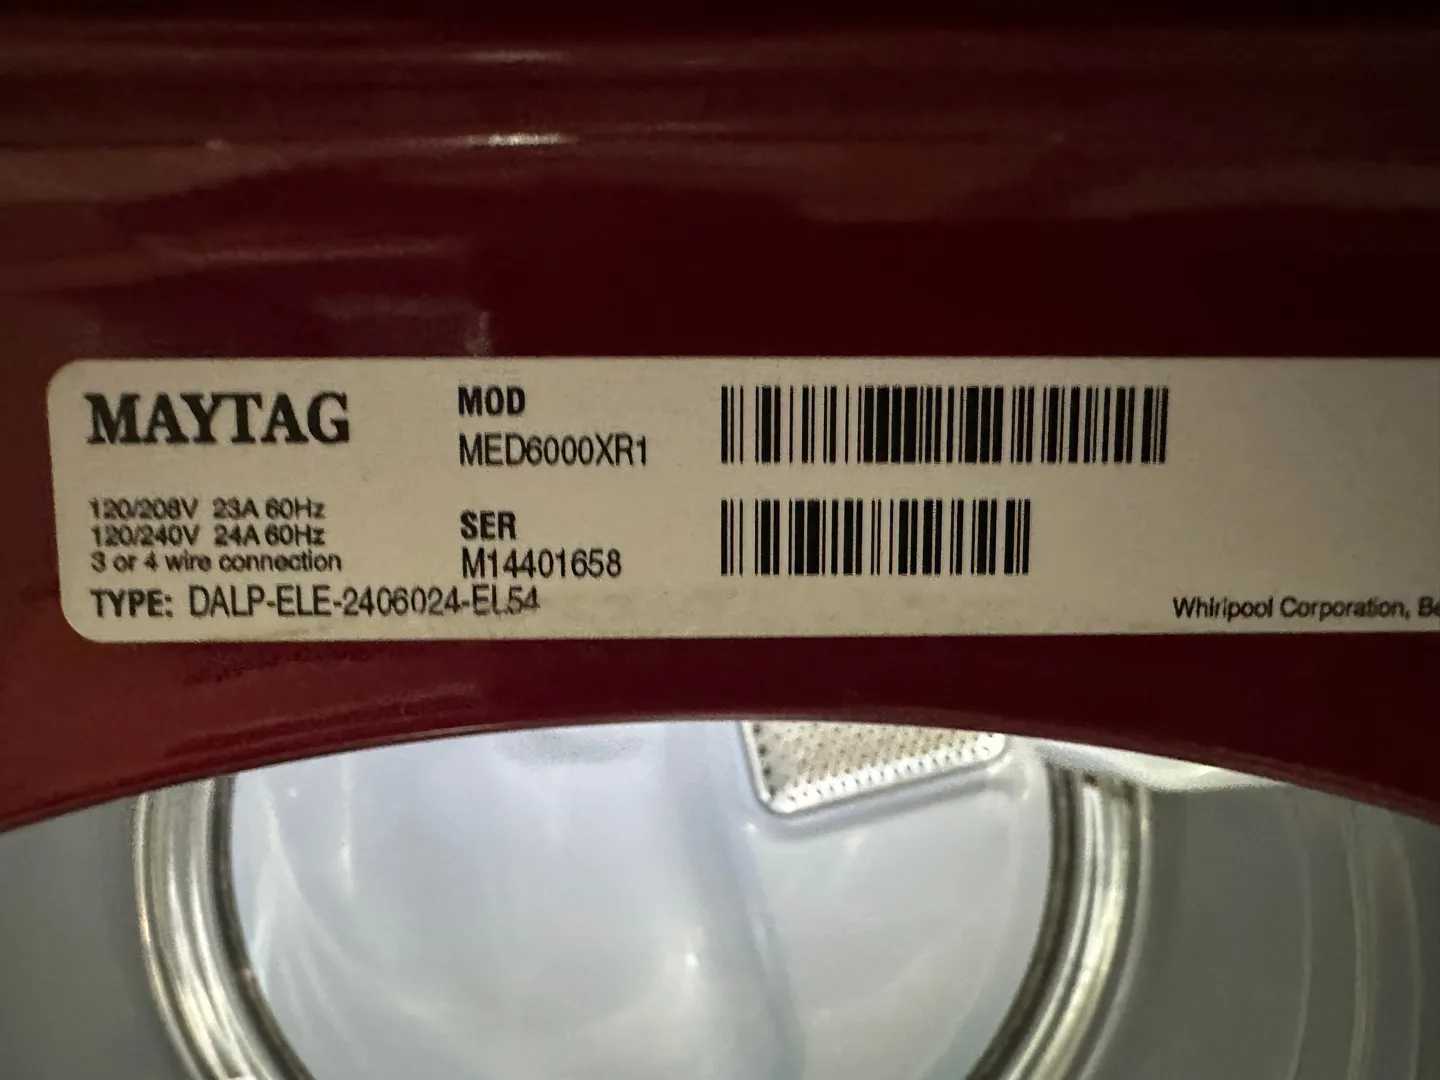 MAYTAG
MOD
MED6000XR1
120/208V 23A 60Hz
120/240V 24A 60Hz
3 or 4 wire connection
SER
M14401658
TYPE: DALP-ELE-2406024-EL54
Whirlpool Corporation,